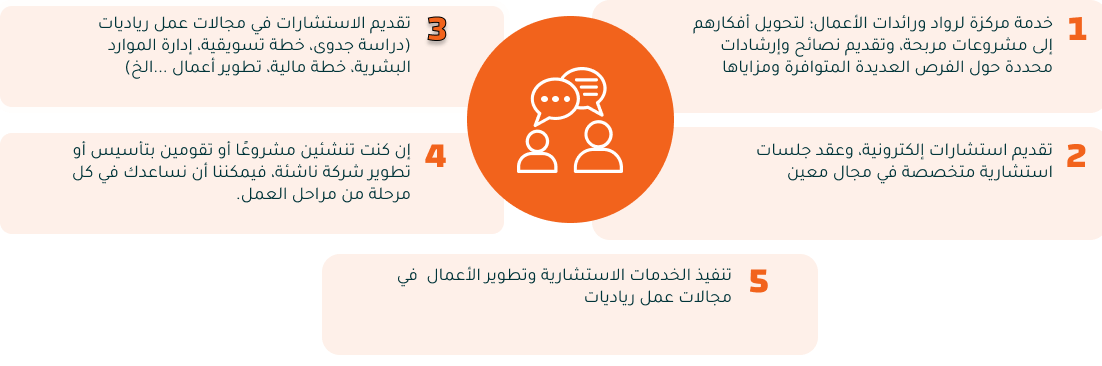 1
خدمة مركزة لرواد ورائدات الأعمال؛ لتحويل أفكارهم
إلى مشروعات مربحة، وتقديم نصائح وإرشادات
محددة حول الفرص العديدة المتوافرة ومزاياها
2
تقديم استشارات إلكترونية، وعقد جلسات
استشارية متخصصة في مجال معين
3
تقديم الاستشارات في مجالات عمل رياديات
(دراسة جدوى، خطة تسويقية، إدارة الموارد
البشرية، خطة مالية، تطوير أعمال ...الخ)
4
إن كنت تنشئين مشروعًا أو تقومين بتأسيس أو
تطوير شركة ناشئة، فيمكننا أن نساعدك في كل
مرحلة من مراحل العمل.
5
تنفيذ الخدمات الاستشارية وتطوير الأعمال في
مجالات عمل رياديات